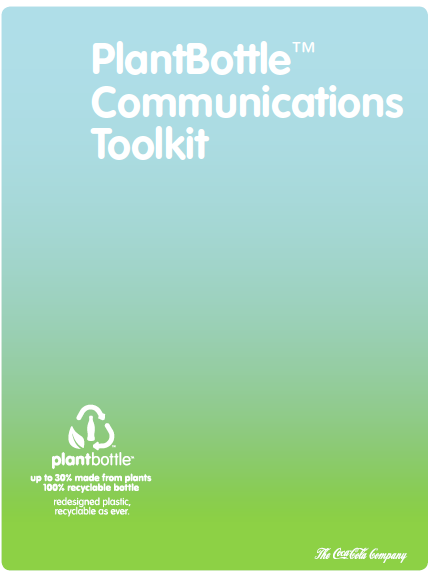 PlantBottle™
Communications
Toolkit
plantbottle™
up to 30% made from plants
100% recyclable bottle
redesigned plastic,
recyclable as ever.
The Coca-Cola Company